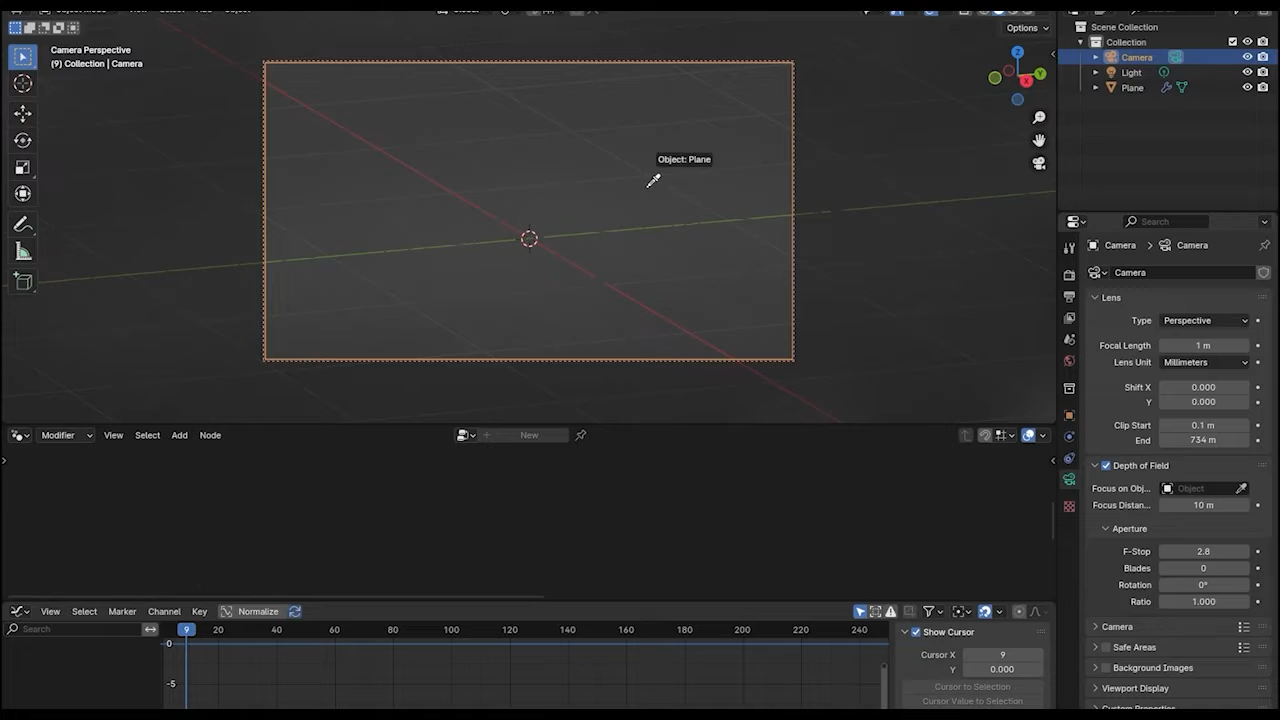 Options
Camera Perspective
(9) Collection | Camera
Object: Plane
Z
Y
X
Scene Collection
Collection
Camera
Light
Plane
Search
Camera
Camera
Camera
Lens
Type
Perspective
Focal Length
1 m
Lens Unit
Millimeters
Shift X
0.000
Y
0.000
Clip Start
0.1 m
End
734 m
Depth of Field
Focus on Obj...
Object
Focus Distan...
10 m
Aperture
F-Stop
2.8
Blades
0
Rotation
0°
Ratio
1.000
Camera
Safe Areas
Background Images
Viewport Display
Modifier
View
Select
Add
Node
New
View
Select
Marker
Channel
Key
Normalize
Search
9
20
40
60
80
100
120
140
160
180
200
220
240
0
-5
Show Cursor
Cursor X
9
Y
0.000
Cursor to Selection
Cursor Value to Selection